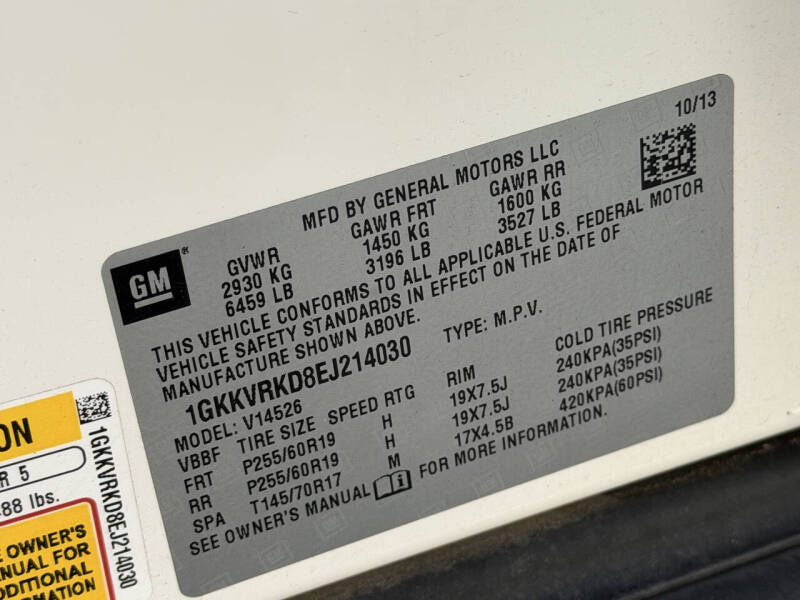 10/13
MFD BY GENERAL MOTORS LLC
GM®
GVWR GAWR FRT GAWR RR
2930 KG 1450 KG 1600 KG
6459 LB 3196 LB 3527 LB
THIS VEHICLE CONFORMS TO ALL APPLICABLE U.S. FEDERAL MOTOR
VEHICLE SAFETY STANDARDS IN EFFECT ON THE DATE OF
MANUFACTURE SHOWN ABOVE.
1GKKVRKD8EJ214030 TYPE: M.P.V.
MODEL: V14526
VBBF TIRE SIZE SPEED RTG RIM COLD TIRE PRESSURE
FRT P255/60R19 H 19X7.5J 240KPA(35PSI)
RR P255/60R19 H 19X7.5J 240KPA(35PSI)
SPA T145/70R17 M 17X4.5B 420KPA(60PSI)
SEE OWNER'S MANUAL FOR MORE INFORMATION.
ON
R 5
88 lbs.
OWNER'S
NUAL FOR
DDITIONAL
RMATION
1GKKVRKD8EJ214030